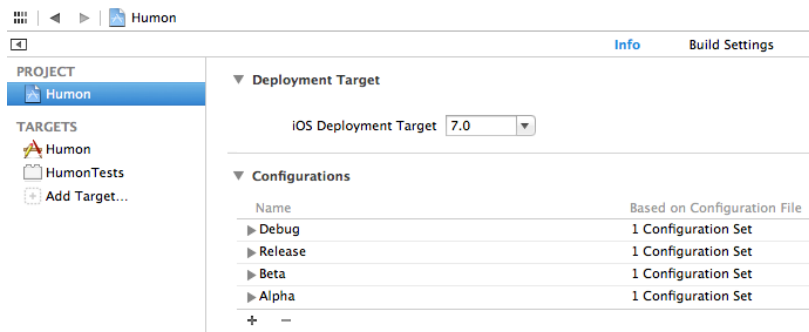 Humon
Info Build Settings
PROJECT
Humon
TARGETS
Humon
HumonTests
Add Target...
Deployment Target
iOS Deployment Target 7.0
Configurations
Name Based on Configuration File
Debug 1 Configuration Set
Release 1 Configuration Set
Beta 1 Configuration Set
Alpha 1 Configuration Set